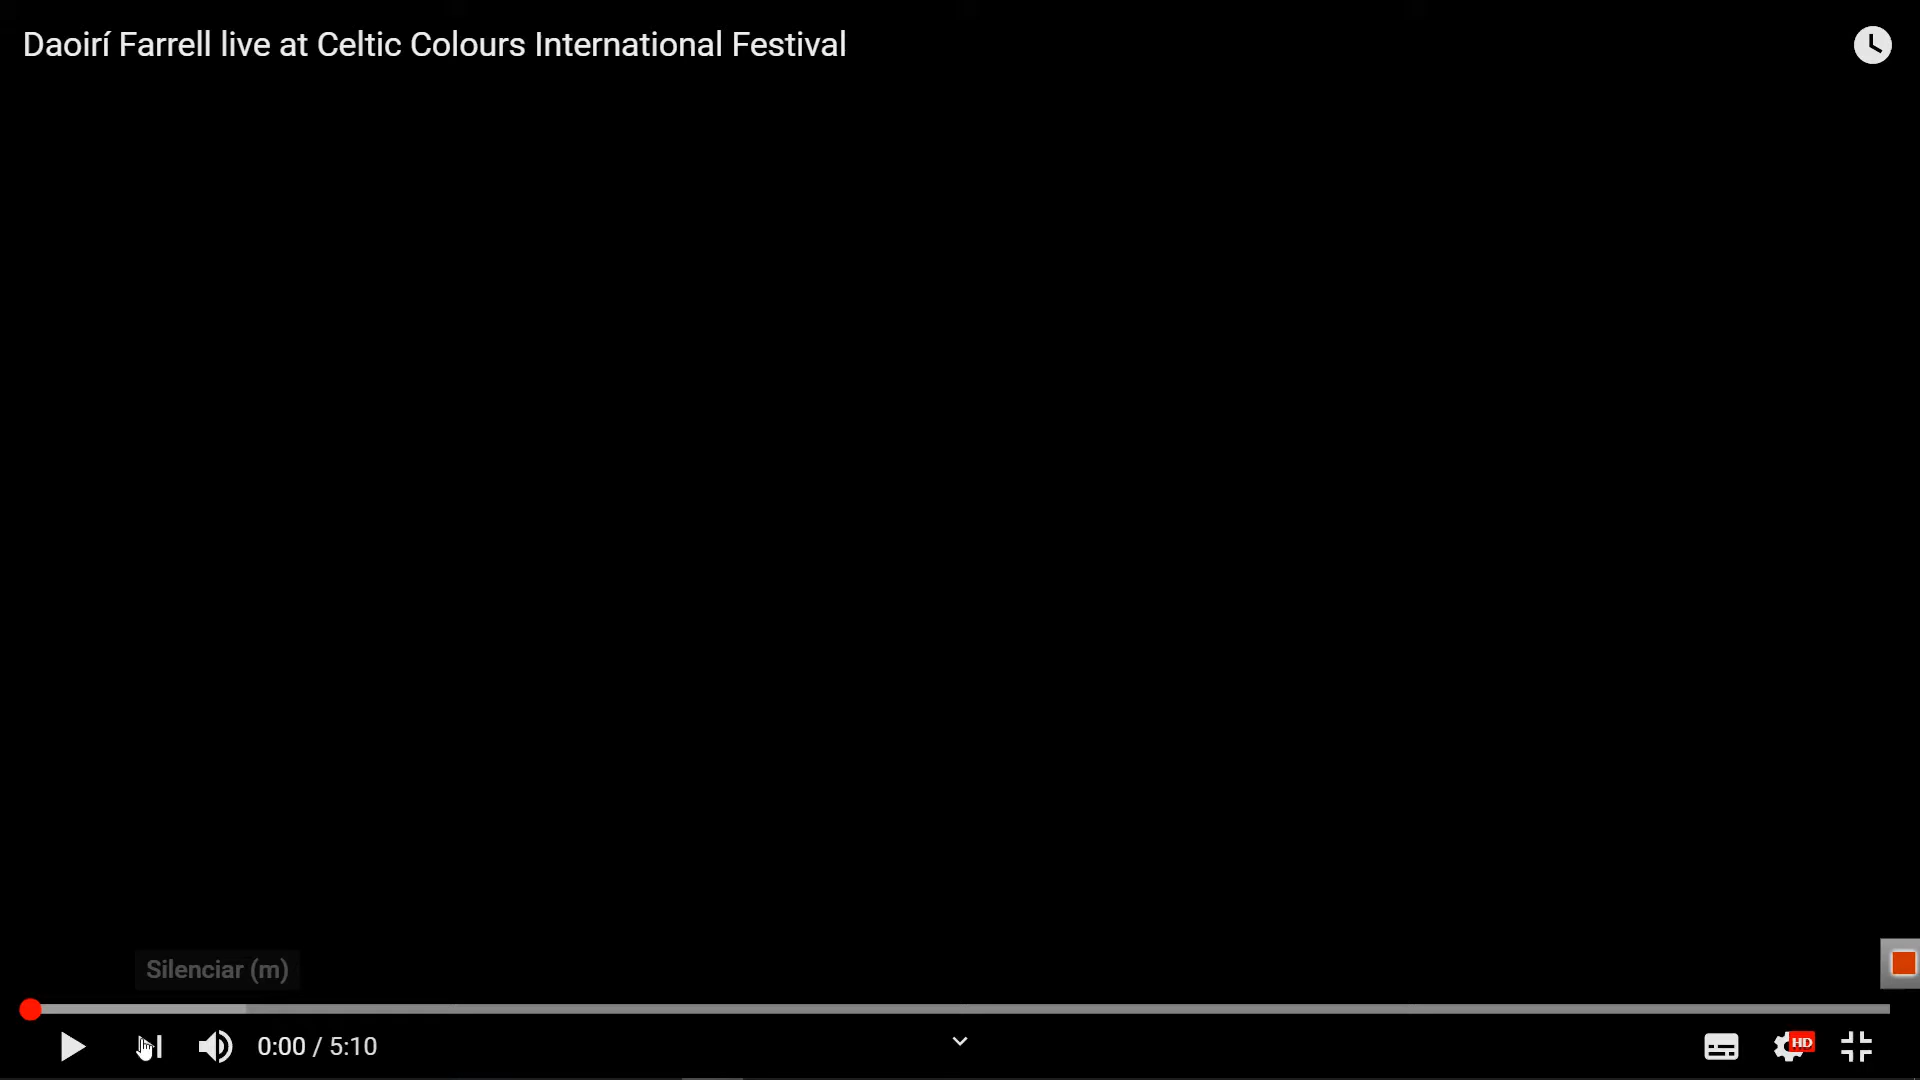 Daoirí Farrell live at Celtic Colours International Festival
Silenciar (m)
0:00 / 5:10
HD